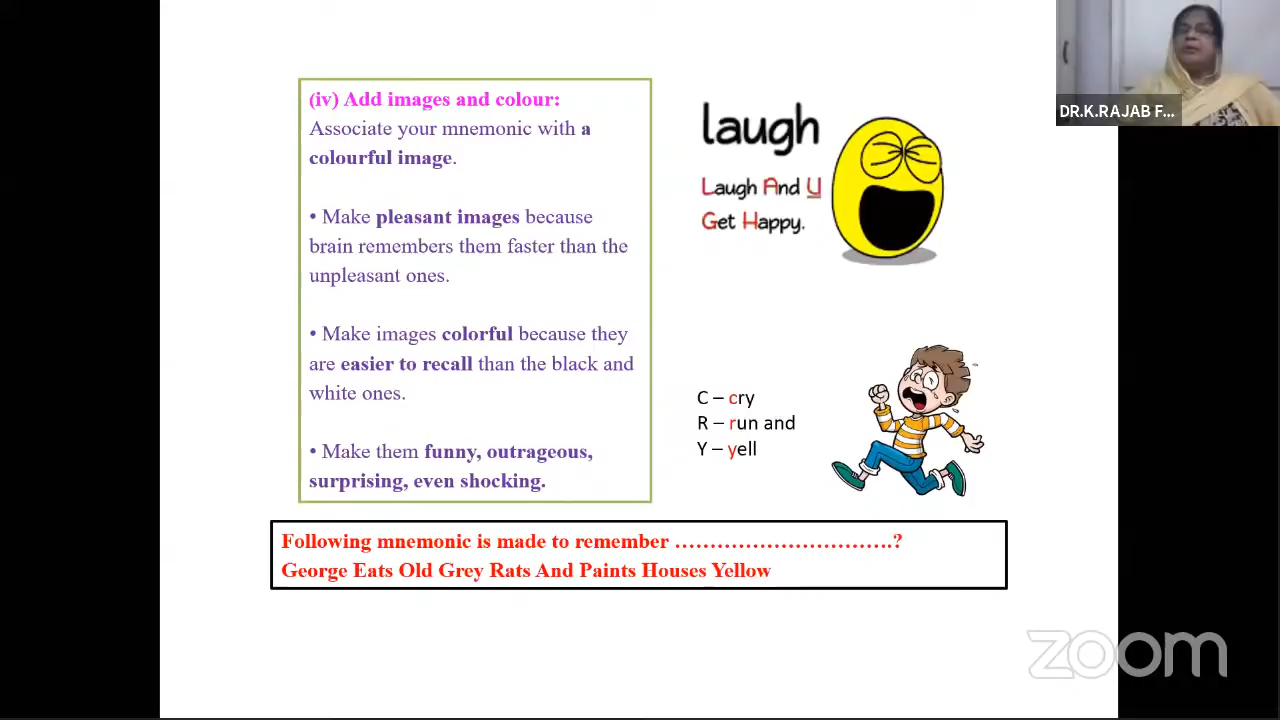 (iv) Add images and colour:
Associate your mnemonic with a
colourful image.
• Make pleasant images because
brain remembers them faster than the
unpleasant ones.
• Make images colorful because they
are easier to recall than the black and
white ones.
• Make them funny, outrageous,
surprising, even shocking.
laugh
Laugh And U
Get Happy.
C – cry
R – run and
Y – yell
Following mnemonic is made to remember …………………………..?
George Eats Old Grey Rats And Paints Houses Yellow
DR.K.RAJAB F...
zoom